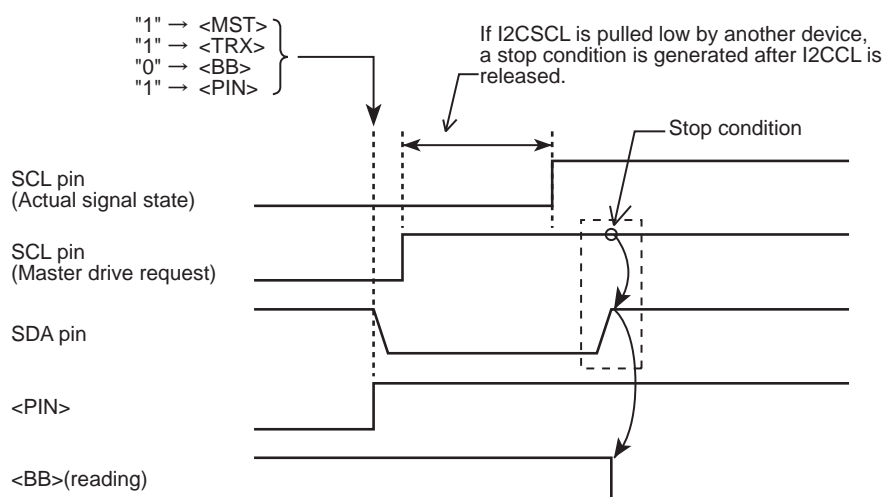 "1" → <MST>
"1" → <TRX>
"0" → <BB>
"1" → <PIN>
If I2CSCL is pulled low by another device,
a stop condition is generated after I2CCL is
released.
Stop condition
SCL pin
(Actual signal state)
SCL pin
(Master drive request)
SDA pin
<PIN>
<BB>(reading)